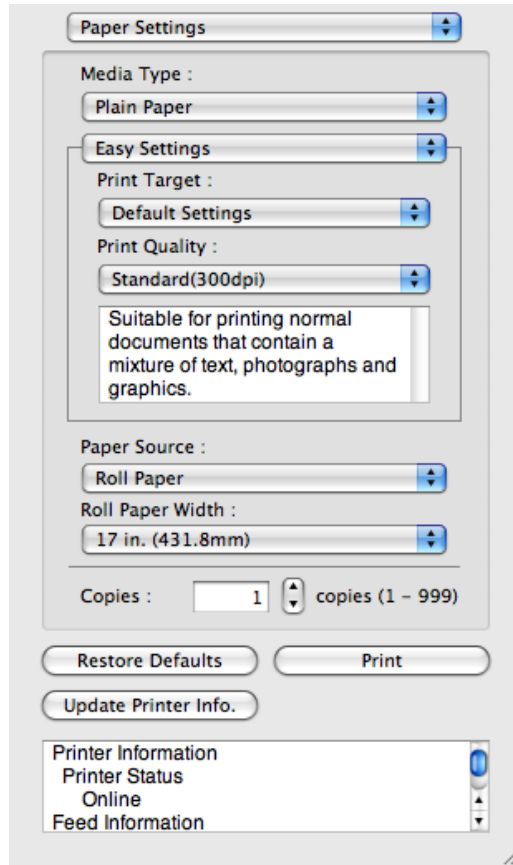 Paper Settings
Media Type :
Plain Paper
Easy Settings
Print Target :
Default Settings
Print Quality :
Standard(300dpi)
Suitable for printing normal
documents that contain a
mixture of text, photographs and
graphics.
Paper Source :
Roll Paper
Roll Paper Width :
17 in. (431.8mm)
Copies : 1 copies (1 – 999)
Restore Defaults Print
Update Printer Info.
Printer Information
Printer Status
Online
Feed Information